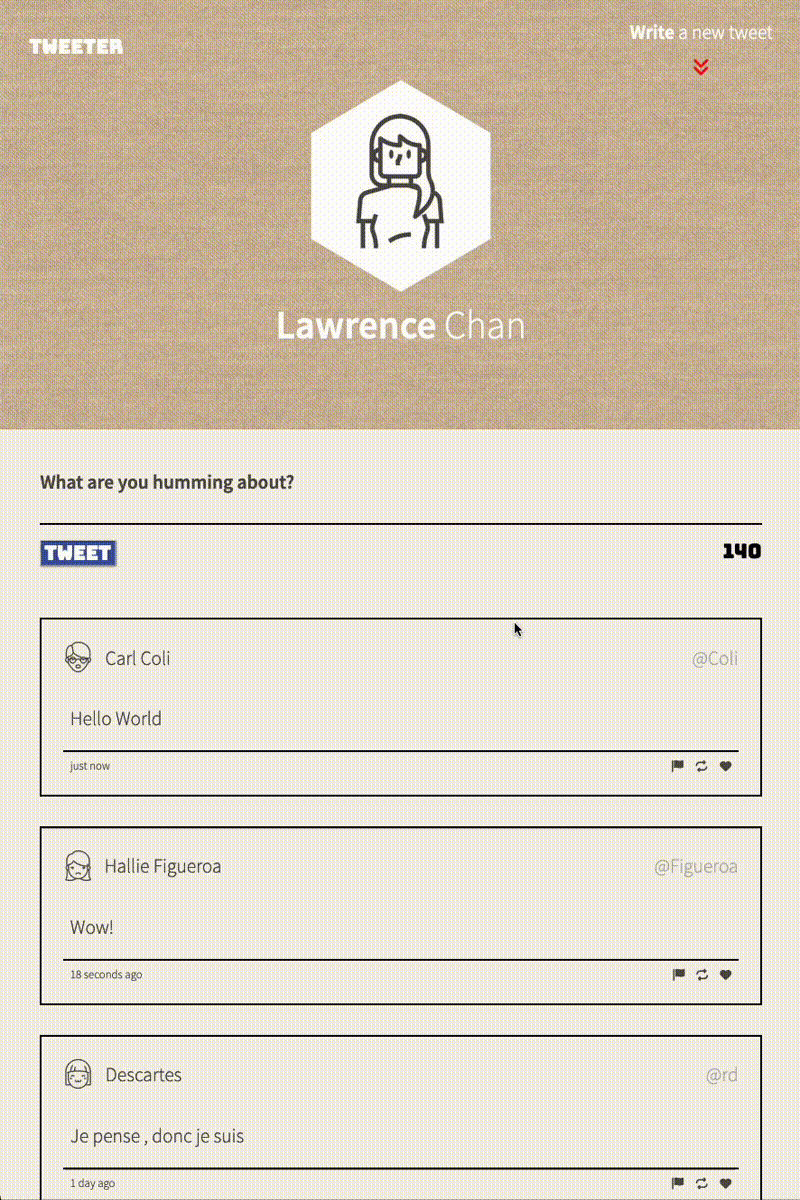 TWEETER
Write a new tweet
Lawrence Chan
What are you humming about?
TWEET
140
Carl Coli
@Coli
Hello World
just now
Hallie Figueroa
@Figueroa
Wow!
18 seconds ago
Descartes
@rd
Je pense , donc je suis
1 day ago